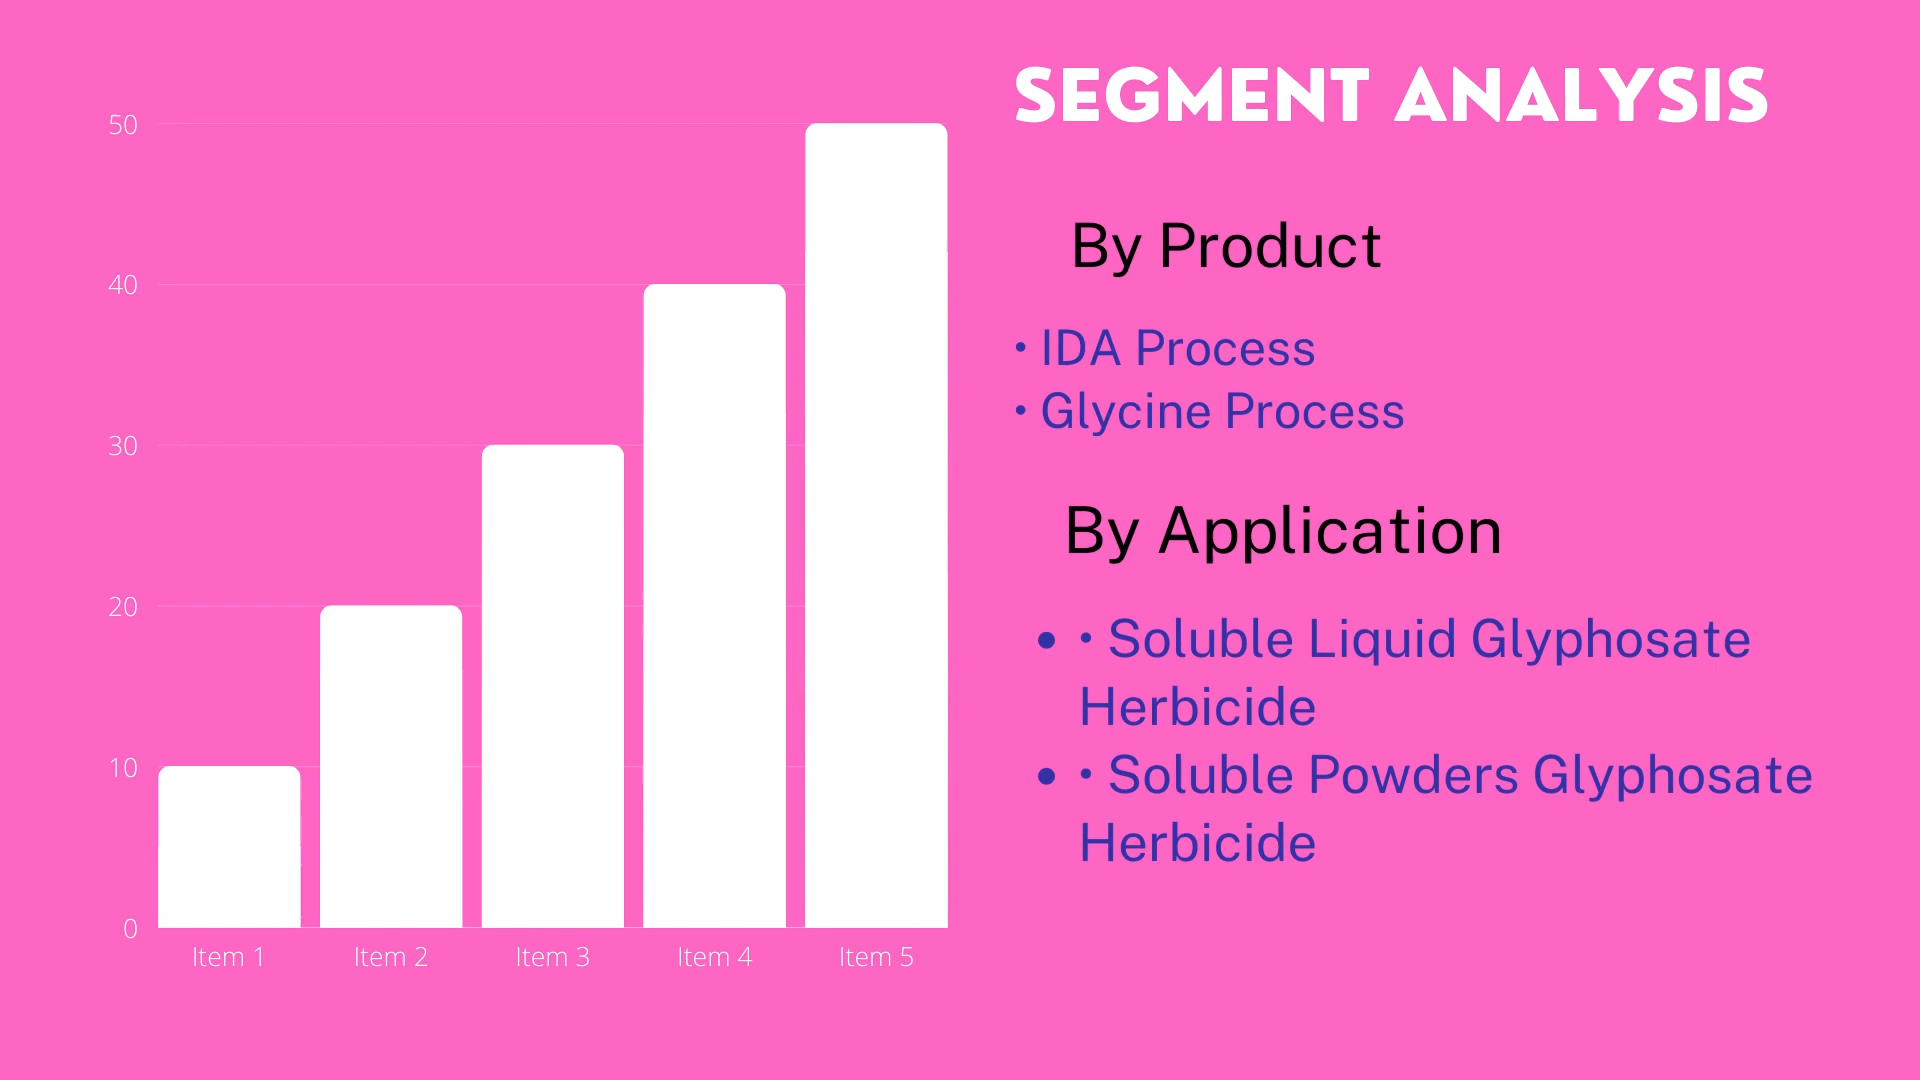 SEGMENT ANALYSIS
50
40
30
20
10
0
Item 1
Item 2
Item 3
Item 4
Item 5
By Product
• IDA Process
• Glycine Process
By Application
• • Soluble Liquid Glyphosate
Herbicide
• • Soluble Powders Glyphosate
Herbicide